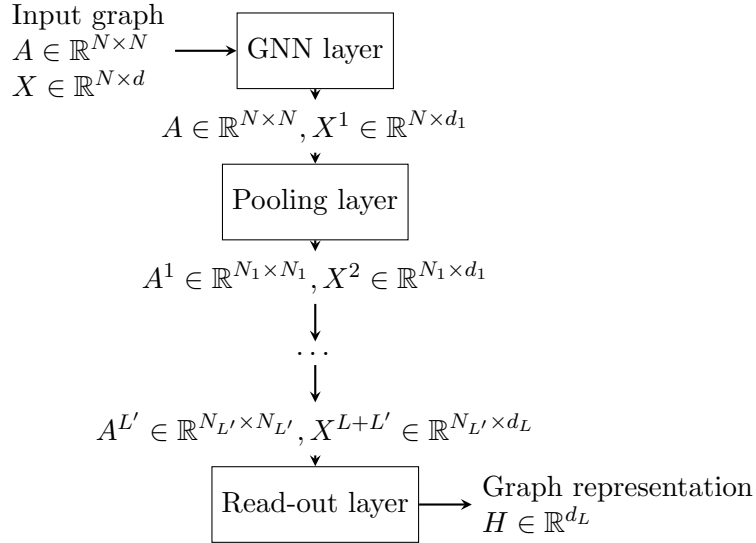 Input graph
A ∈ ℝ^{N×N}
X ∈ ℝ^{N×d}
GNN layer
A ∈ ℝ^{N×N}, X^1 ∈ ℝ^{N×d_1}
Pooling layer
A^1 ∈ ℝ^{N_1×N_1}, X^2 ∈ ℝ^{N_1×d_1}
...
A^{L'} ∈ ℝ^{N_{L'}×N_{L'}}, X^{L+L'} ∈ ℝ^{N_{L'}×d_L}
Read-out layer
Graph representation
H ∈ ℝ^{d_L}